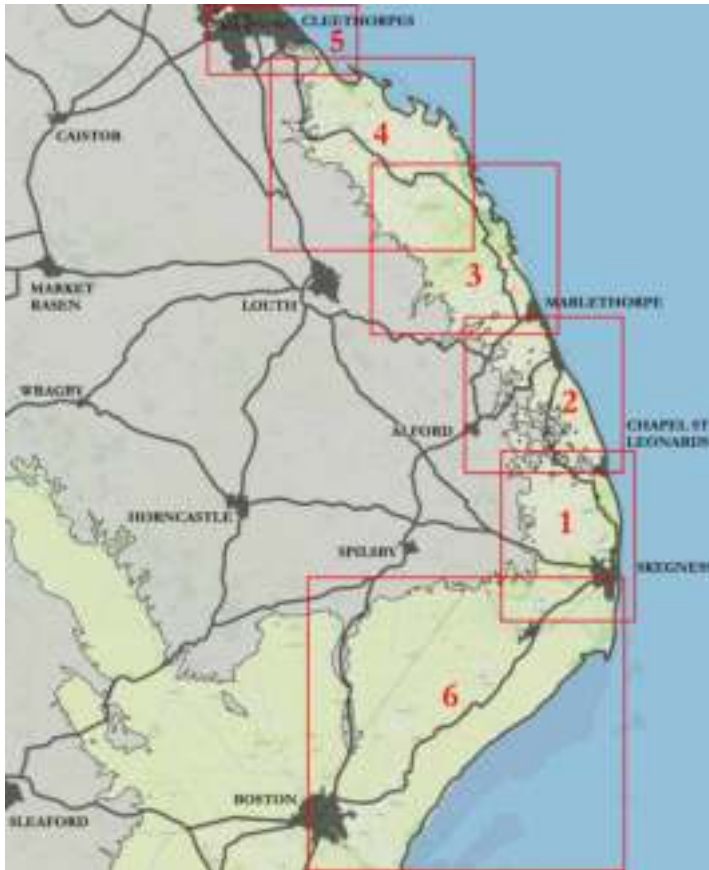 CLEETHORPES
5
4
CAISTOR
3
MARKET
RASEN
LOUTH
MABLETHORPE
WRAGBY
2
ALFORD
CHAPEL ST
LEONARDS
HORNCASTLE
1
SPILSBY
SKEGNESS
6
BOSTON
SLEAFORD